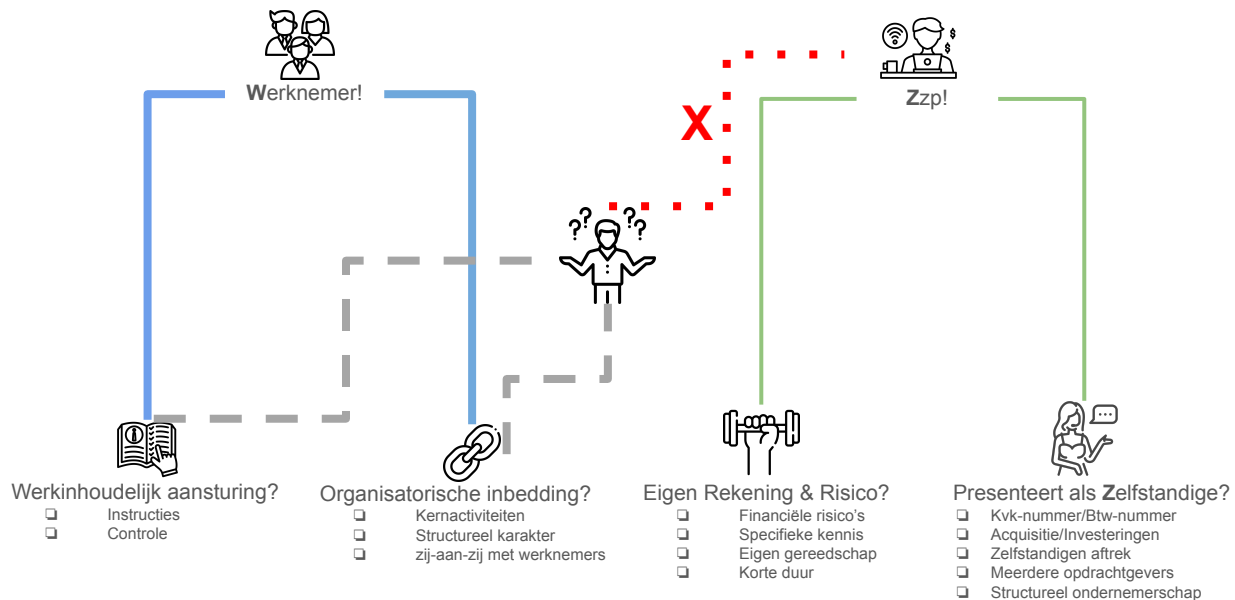 Werknemer!
Zzp!
X
? ? ? ?
? ?
Werkinhoudelijk aansturing?
Instructies
Controle
Organisatorische inbedding?
Kernactiviteiten
Structureel karakter
zij-aan-zij met werknemers
Eigen Rekening & Risico?
Financiële risico's
Specifieke kennis
Eigen gereedschap
Korte duur
Presenteert als Zelfstandige?
Kvk-nummer/Btw-nummer
Acquisitie/Investeringen
Zelfstandigen aftrek
Meerdere opdrachtgevers
Structureel ondernemerschap